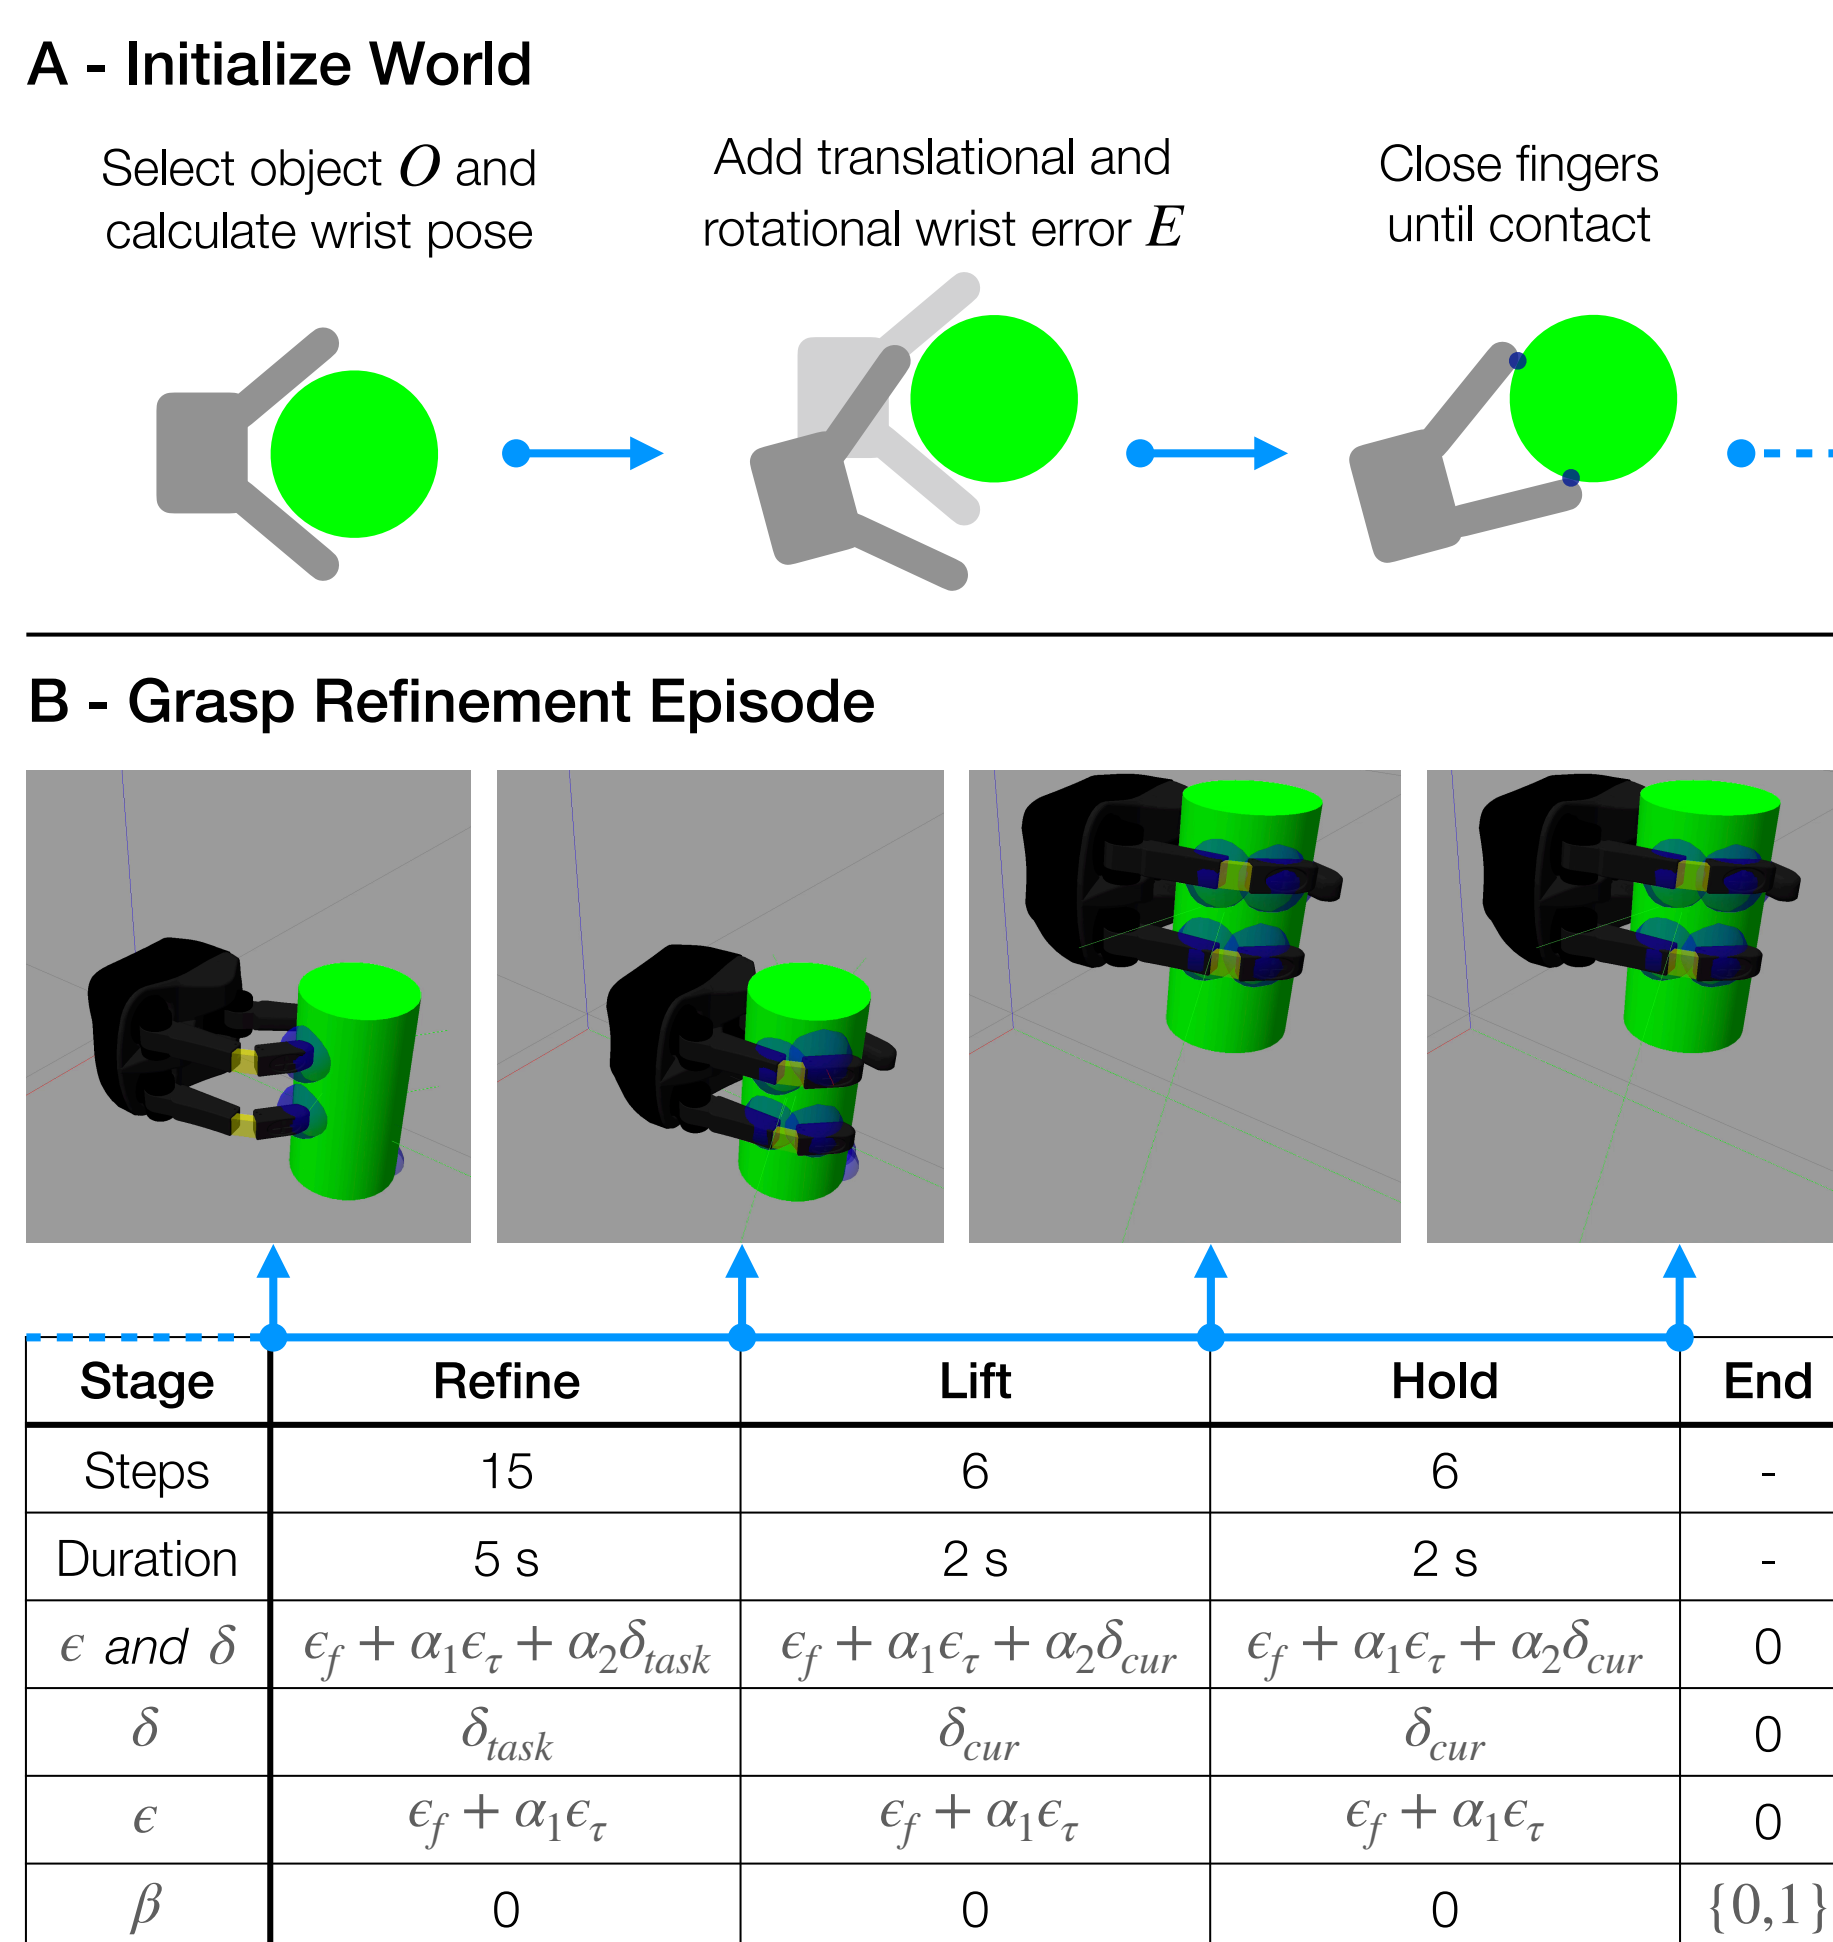 A - Initialize World
Select object O and
calculate wrist pose
Add translational and
rotational wrist error E
Close fingers
until contact
B - Grasp Refinement Episode
Stage Refine Lift Hold End
Steps 15 6 6 -
Duration 5 s 2 s 2 s -
ϵ and δ ϵ_f + α_1ϵ_τ + α_2δ_task ϵ_f + α_1ϵ_τ + α_2δ_cur ϵ_f + α_1ϵ_τ + α_2δ_cur 0
δ δ_task δ_cur δ_cur 0
ϵ ϵ_f + α_1ϵ_τ ϵ_f + α_1ϵ_τ ϵ_f + α_1ϵ_τ 0
β 0 0 0 {0,1}